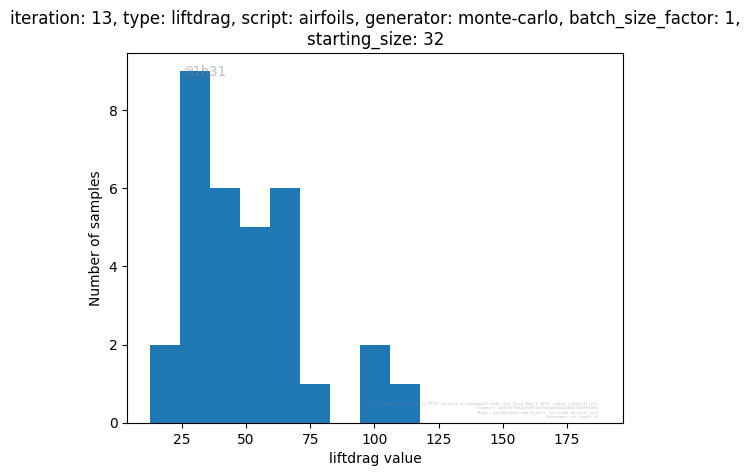 iteration: 13, type: liftdrag, script: airfoils, generator: monte-carlo, batch_size_factor: 1,
starting_size: 32
@1b31
8
6
4
2
0
Number of samples
25 50 75 100 125 150 175
liftdrag value